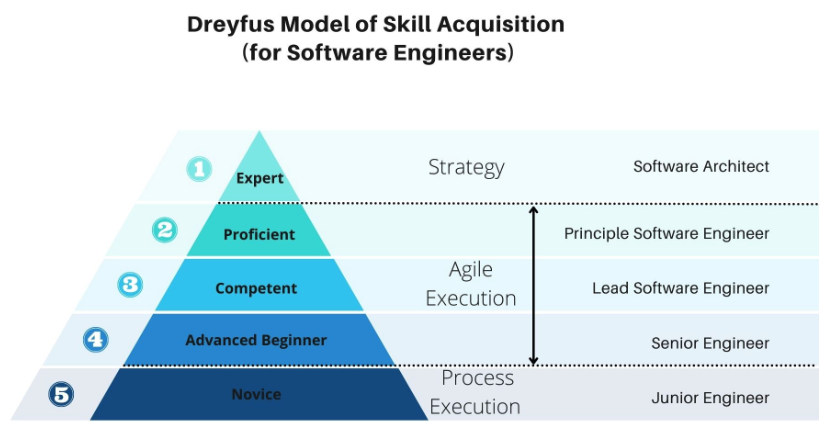 Dreyfus Model of Skill Acquisition
(for Software Engineers)
1 Expert Strategy Software Architect
2 Proficient Principle Software Engineer
3 Competent Agile Execution Lead Software Engineer
4 Advanced Beginner Senior Engineer
5 Novice Process Execution Junior Engineer